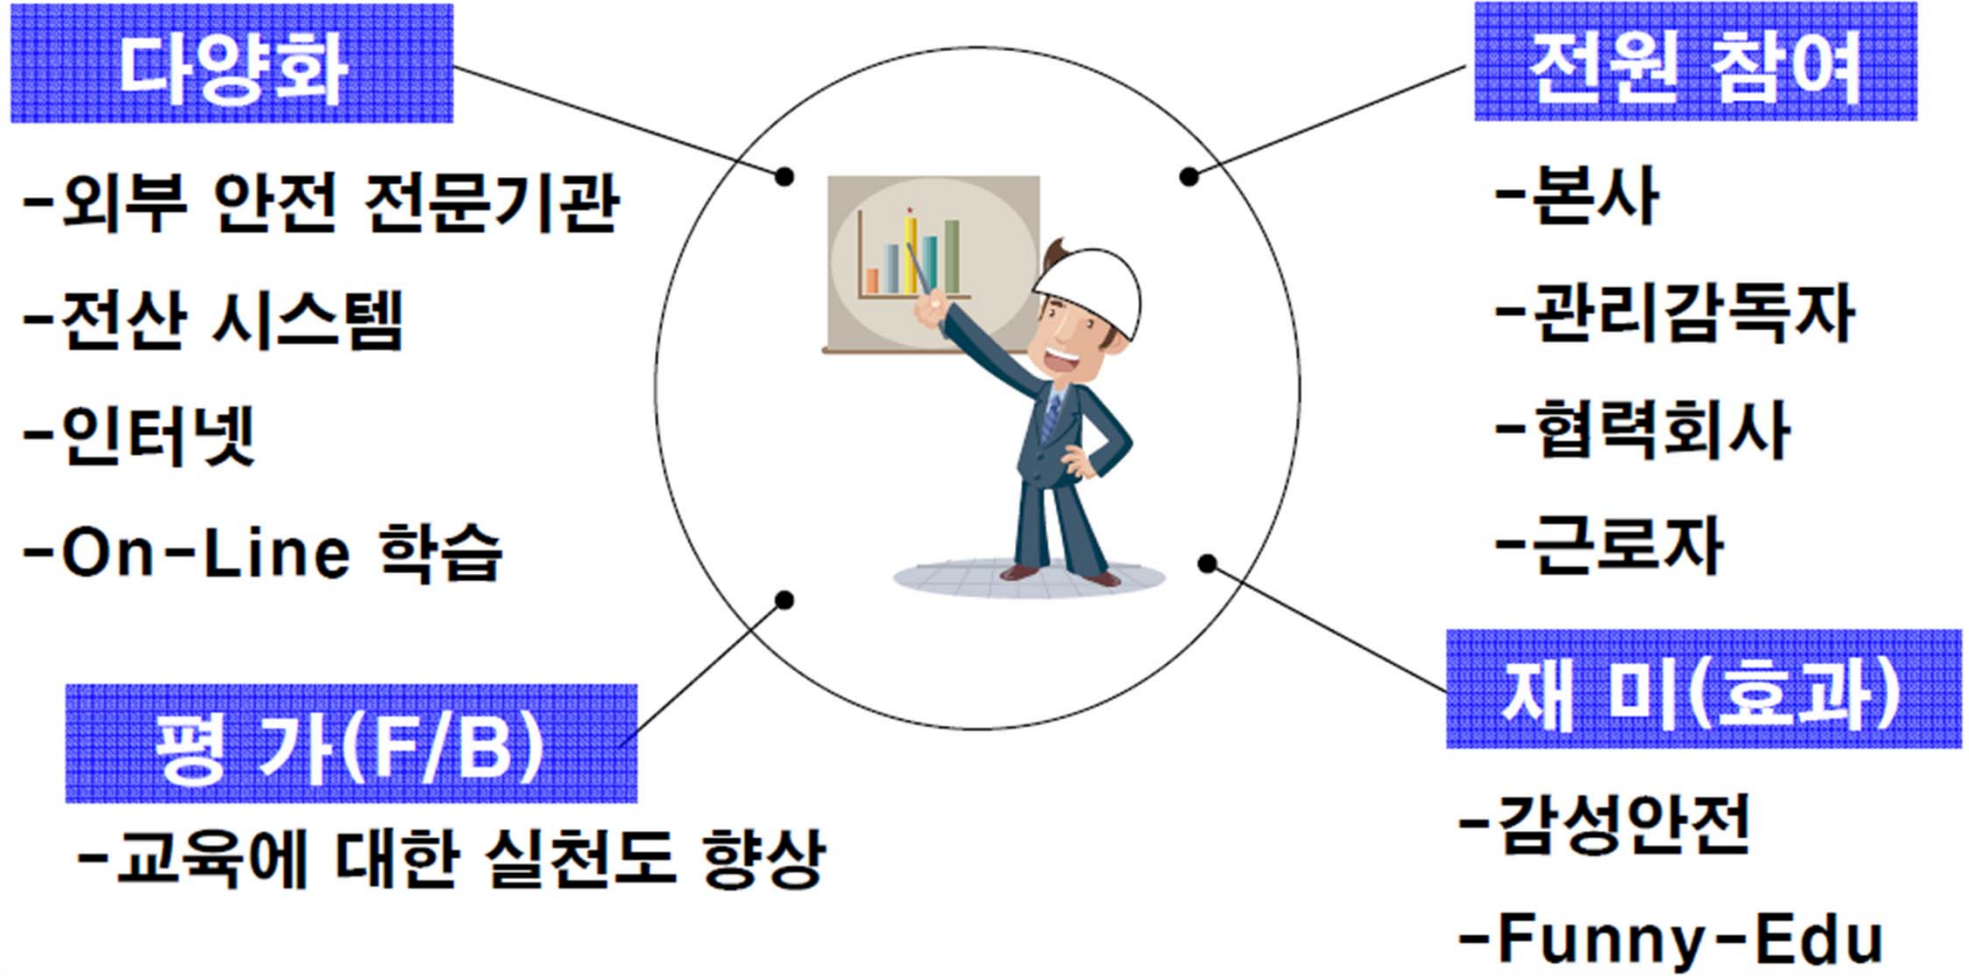 다양화
-외부 안전 전문기관
-전산 시스템
-인터넷
-On-Line 학습
전원 참여
-본사
-관리감독자
-협력회사
-근로자
평 가(F/B)
-교육에 대한 실천도 향상
재 미(효과)
-감성안전
-Funny-Edu